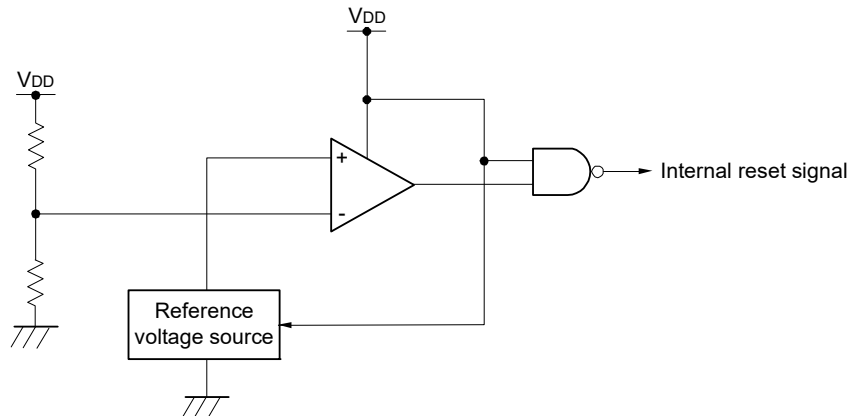 VDD
VDD
+
-
Internal reset signal
Reference
voltage source